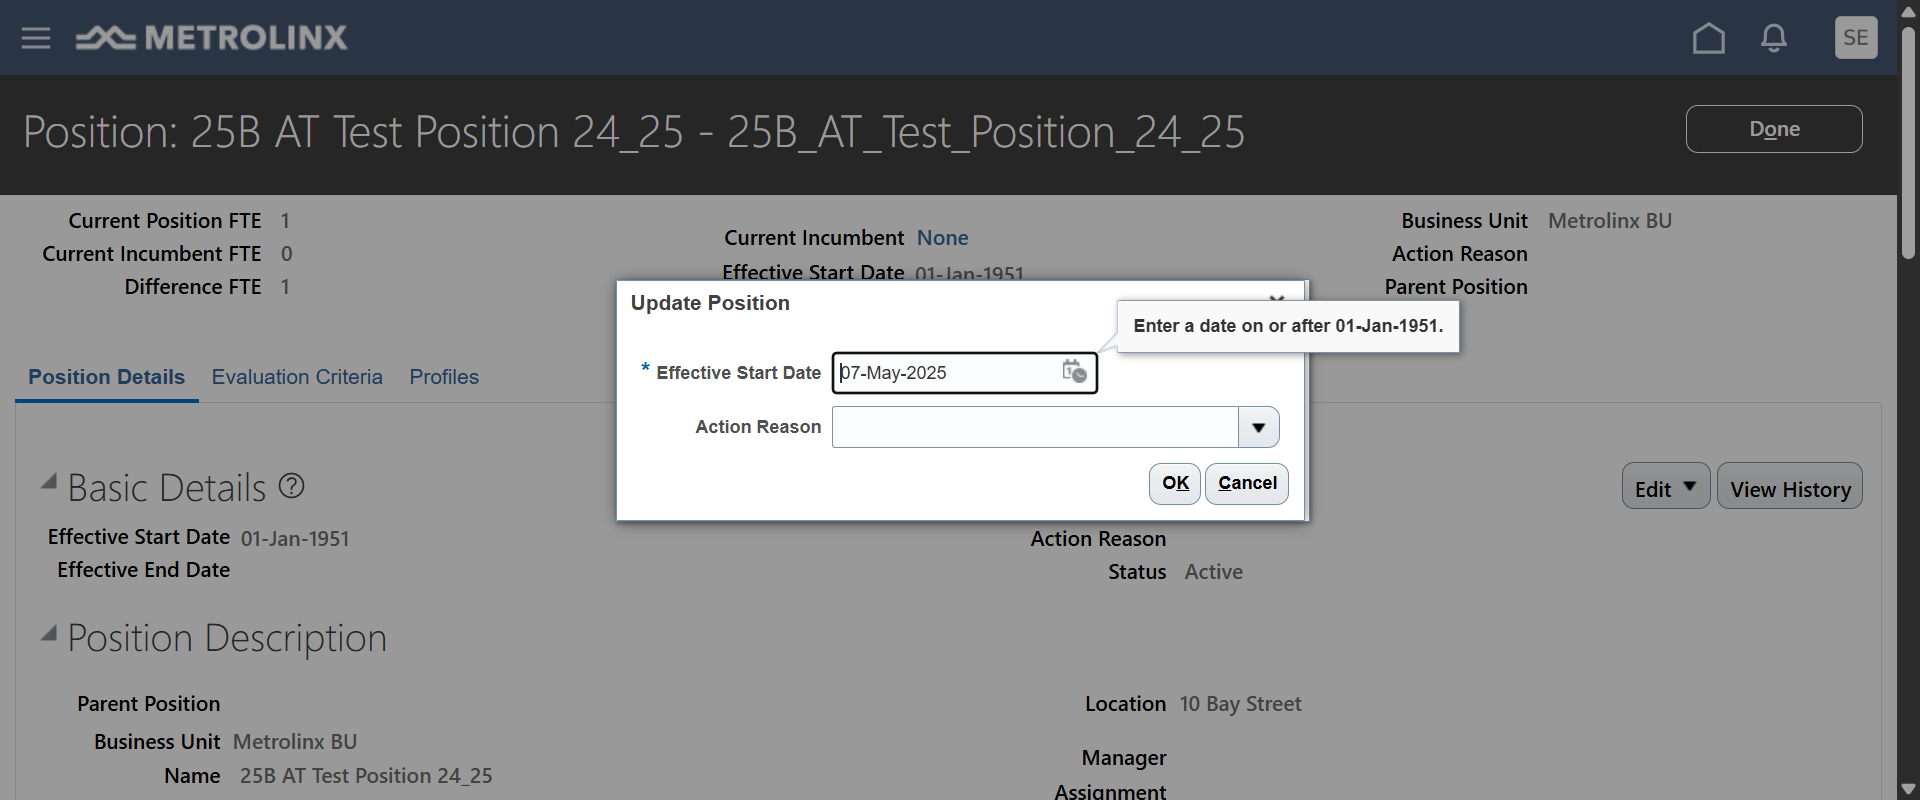 METROLINX
SE
Position: 25B AT Test Position 24_25 - 25B_AT_Test_Position_24_25
Done
Current Position FTE 1
Current Incumbent FTE 0
Difference FTE 1
Current Incumbent None
Effective Start Date 01-Jan-1951
Business Unit Metrolinx BU
Action Reason
Parent Position
Update Position
Enter a date on or after 01-Jan-1951.
* Effective Start Date 07-May-2025
Action Reason
OK Cancel
Position Details Evaluation Criteria Profiles
Basic Details
Edit View History
Effective Start Date 01-Jan-1951
Effective End Date
Action Reason
Status Active
Position Description
Parent Position
Business Unit Metrolinx BU
Name 25B AT Test Position 24_25
Location 10 Bay Street
Manager
Assignment